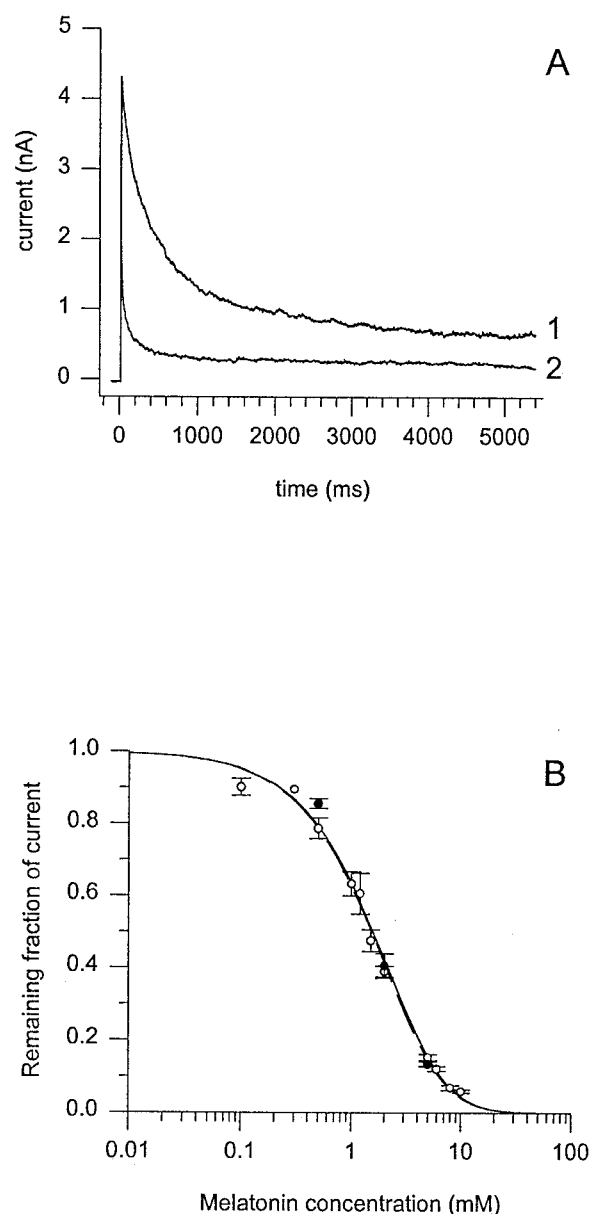 A
5
4
3
2
1
0
current (nA)
1
2
0 1000 2000 3000 4000 5000
time (ms)
B
1.0
0.8
0.6
0.4
0.2
0.0
Remaining fraction of current
0.01 0.1 1 10 100
Melatonin concentration (mM)